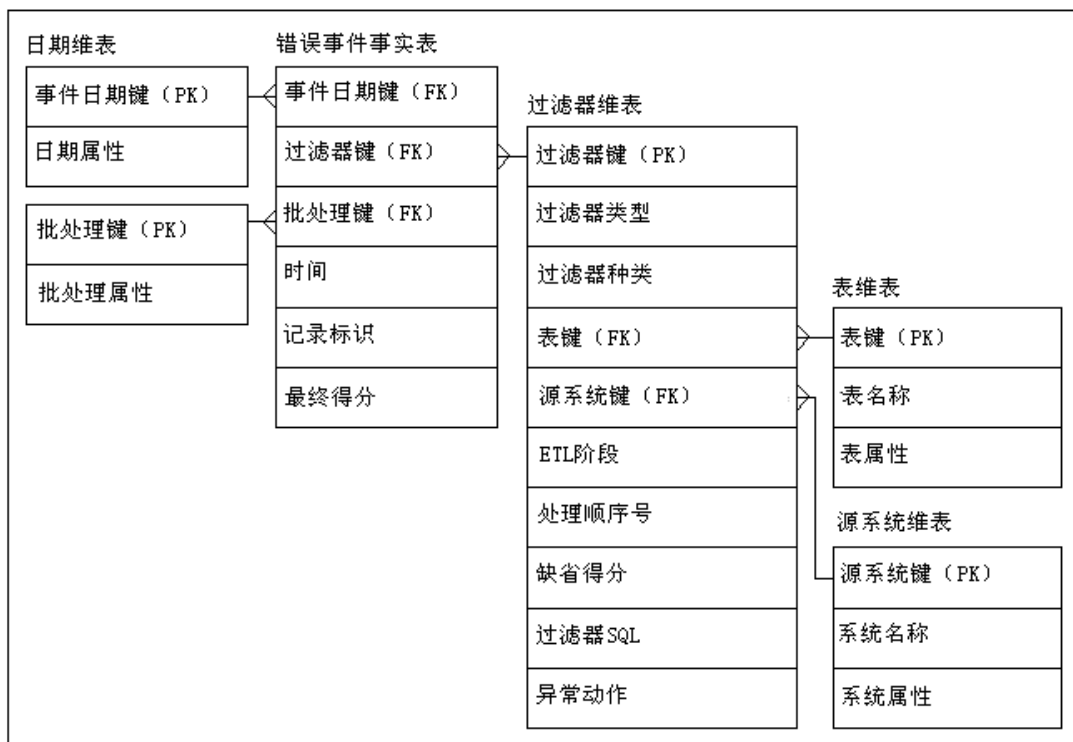 日期维表
事件日期键（PK）
日期属性
批处理键（PK）
批处理属性
错误事件事实表
事件日期键（FK）
过滤器键（FK）
批处理键（FK）
时间
记录标识
最终得分
过滤器维表
过滤器键（PK）
过滤器类型
过滤器种类
表键（FK）
源系统键（FK）
ETL阶段
处理顺序号
缺省得分
过滤器SQL
异常动作
表维表
表键（PK）
表名称
表属性
源系统维表
源系统键（PK）
系统名称
系统属性